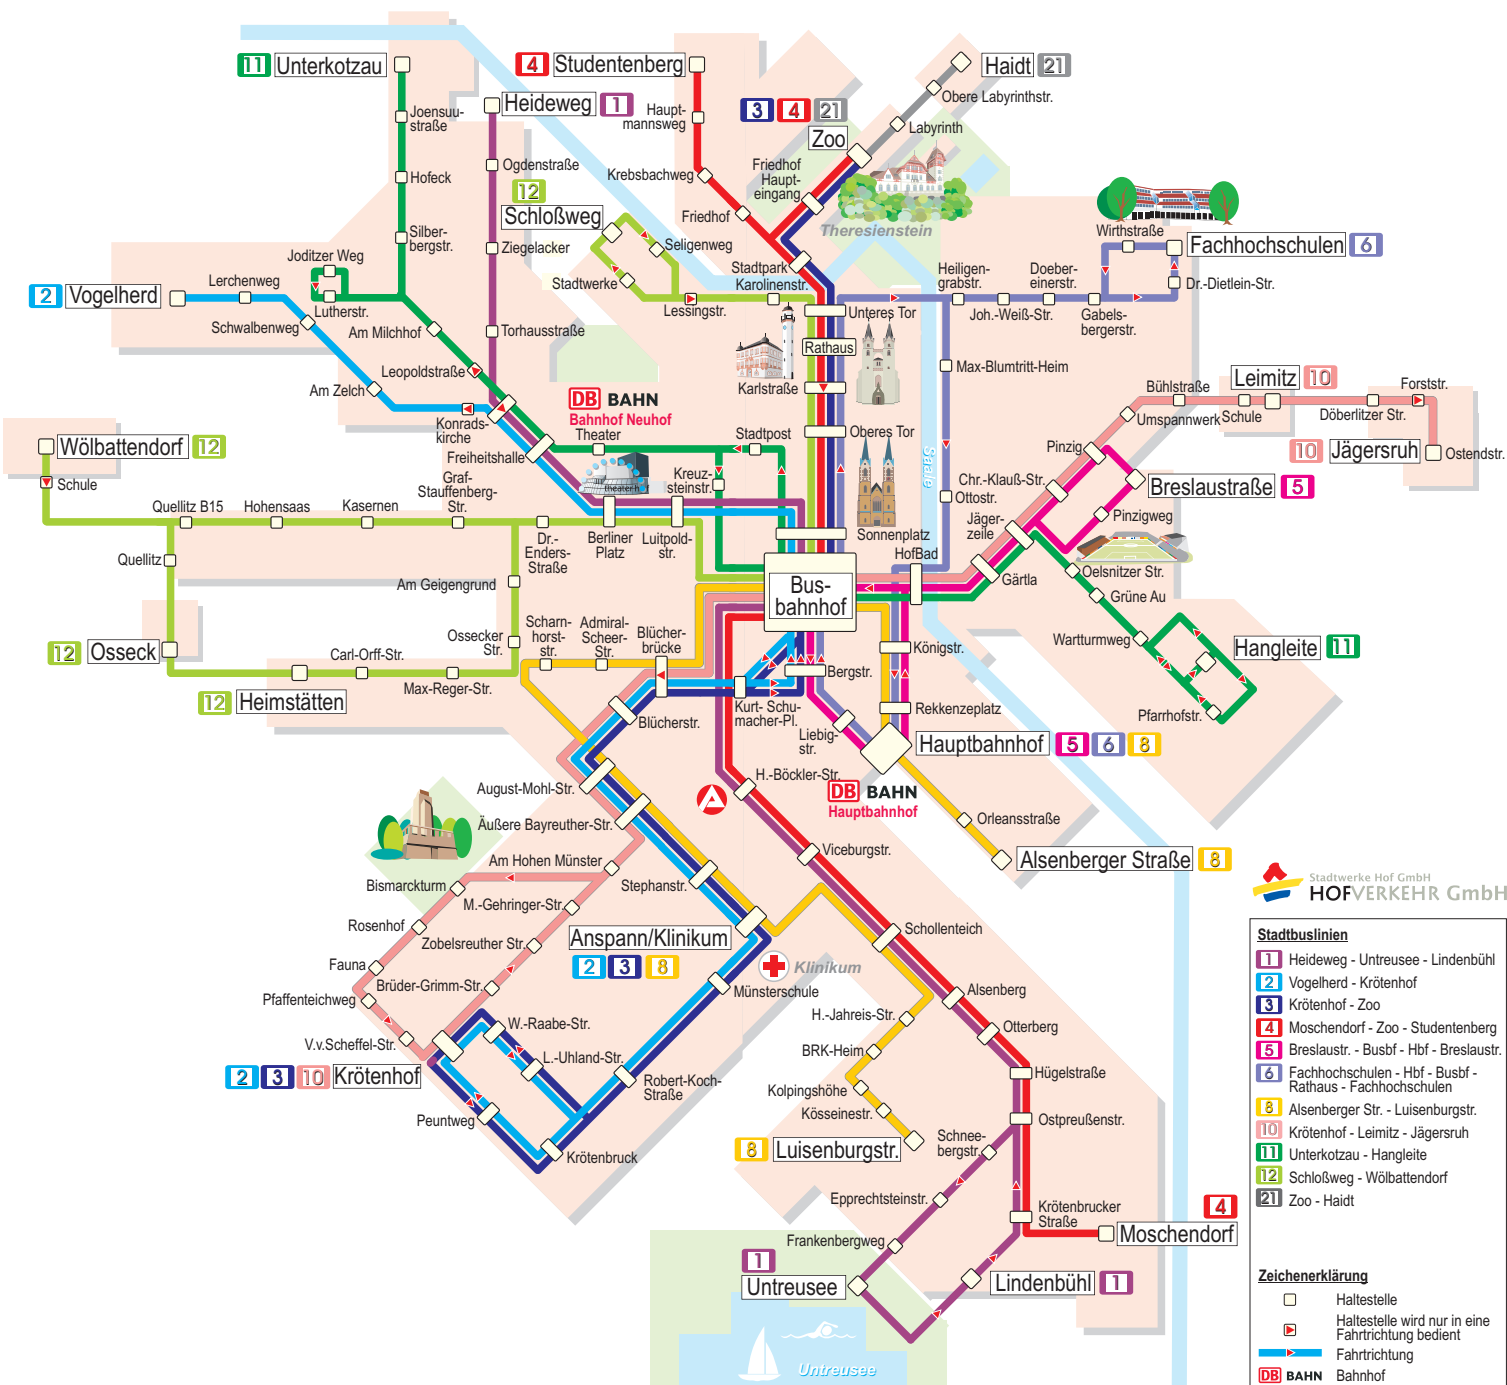 11 Unterkotzau
4 Studentenberg
Haidt 21
Heideweg 1
3 4 21
Zoo
Obere Labyrinthstr.
Labyrinth
Joensuu-
straße
Haupt-
mannsweg
Ogdenstraße
Krebsbachweg
Friedhof
Haupt-
eingang
Hofeck
12
Schloßweg
Friedhof
Theresienstein
Wirthstraße
Fachhochschulen 6
Silber-
bergstr.
Ziegelacker
Seligenweg
Joditzer Weg
Stadtpark
Karolinenstr.
Heiligen-
grabstr.
Doeber-
einerstr.
Dr.-Dietlein-Str.
Lerchenweg
Stadtwerke
2 Vogelherd
Lutherstr.
Lessingstr.
Unteres Tor
Joh.-Weiß-Str.
Gabels-
bergerstr.
Schwalbenweg
Am Milchhof
Torhausstraße
Rathaus
Leopoldstraße
Max-Blumtritt-Heim
Am Zelch
Karlstraße
DB BAHN
Bahnhof Neuhof
Bühlstraße
Leimitz 10
Forststr.
Konrads-
kirche
Umspannwerk
Schule
Döberlitzer Str.
Wölbattendorf 12
Freiheitshalle
Theater
Stadtpost
Oberes Tor
Pinzig
10 Jägersruh
Ostendstr.
Schule
Graf-
Stauffenberg-
Str.
theater hof
Kreuz-
steinstr.
Saale
Chr.-Klauß-Str.
Breslaustraße 5
Quellitz B15
Hohensaas
Kasernen
Ottostr.
Pinzigweg
Jäger-
zeile
Dr.-
Enders-
Straße
Berliner
Platz
Luitpold-
str.
Sonnenplatz
HofBad
Quellitz
Bus-
bahnhof
Gärtla
Oelsnitzer Str.
Am Geigengrund
Grüne Au
Scharn-
horst-
str.
Admiral-
Scheer-
Str.
Blücher-
brücke
Ossecker
Str.
Wartturmweg
12 Osseck
Carl-Orff-Str.
Königstr.
Hangleite 11
Max-Reger-Str.
Bergstr.
12 Heimstätten
Kurt- Schu-
macher-Pl.
Rekkenzeplatz
Pfarrhofstr.
Blücherstr.
Liebig-
str.
Hauptbahnhof 5 6 8
H.-Böckler-Str.
DB BAHN
Hauptbahnhof
August-Mohl-Str.
Äußere Bayreuther-Str.
Orleansstraße
Viceburgstr.
Alsenberger Straße 8
Am Hohen Münster
Bismarckturm
Stephanstr.
M.-Gehringer-Str.
Rosenhof
Zobelsreuther Str.
Anspann/Klinikum
2 3 8
Schollenteich
Fauna
Klinikum
Brüder-Grimm-Str.
Münsterschule
Alsenberg
Pfaffenteichweg
W.-Raabe-Str.
H.-Jahreis-Str.
Otterberg
V.v.Scheffel-Str.
L.-Uhland-Str.
BRK-Heim
2 3 10 Krötenhof
Robert-Koch-
Straße
Hügelstraße
Kolpingshöhe
Peuntweg
Kösseinestr.
Ostpreußenstr.
Krötenbruck
8 Luisenburgstr.
Schnee-
bergstr.
Epprechtsteinstr.
Krötenbrucker
Straße
4
Moschendorf
Frankenbergweg
1
Untreusee
Lindenbühl 1
Untreusee
Stadtwerke Hof GmbH
HOFVERKEHR GmbH
Stadtbuslinien
1 Heideweg - Untreusee - Lindenbühl
2 Vogelherd - Krötenhof
3 Krötenhof - Zoo
4 Moschendorf - Zoo - Studentenberg
5 Breslaustr. - Busbf - Hbf - Breslaustr.
6 Fachhochschulen - Hbf - Busbf -
Rathaus - Fachhochschulen
8 Alsenberger Str. - Luisenburgstr.
10 Krötenhof - Leimitz - Jägersruh
11 Unterkotzau - Hangleite
12 Schloßweg - Wölbattendorf
21 Zoo - Haidt
Zeichenerklärung
Haltestelle
Haltestelle wird nur in eine
Fahrtrichtung bedient
Fahrtrichtung
DB BAHN Bahnhof